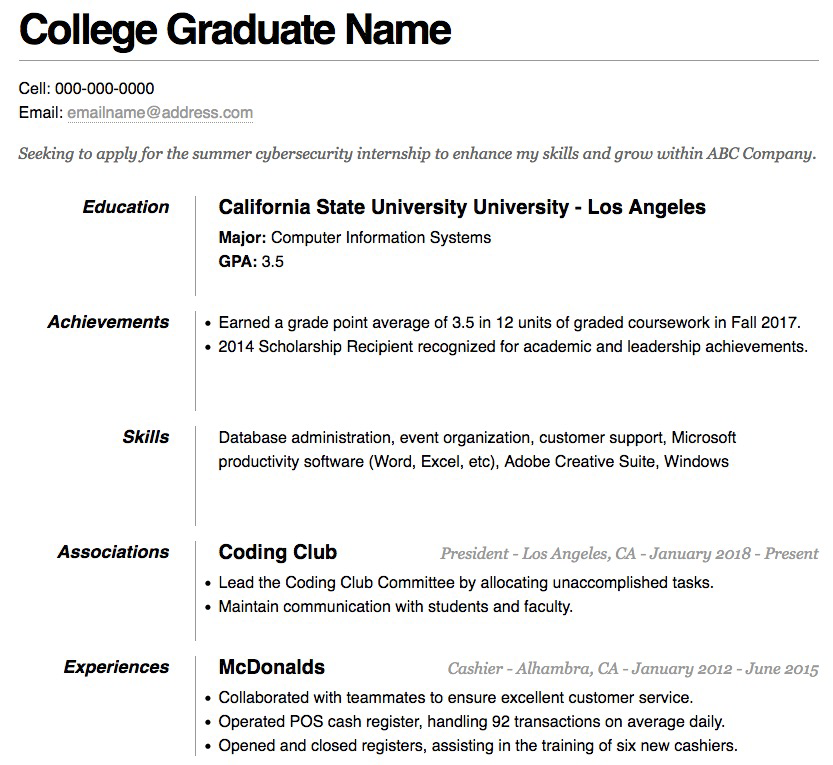 College Graduate Name
Cell: 000-000-0000
Email: emailname@address.com
Seeking to apply for the summer cybersecurity internship to enhance my skills and grow within ABC Company.
Education
California State University University - Los Angeles
Major: Computer Information Systems
GPA: 3.5
Achievements
• Earned a grade point average of 3.5 in 12 units of graded coursework in Fall 2017.
• 2014 Scholarship Recipient recognized for academic and leadership achievements.
Skills
Database administration, event organization, customer support, Microsoft
productivity software (Word, Excel, etc), Adobe Creative Suite, Windows
Associations
Coding Club President - Los Angeles, CA - January 2018 - Present
• Lead the Coding Club Committee by allocating unaccomplished tasks.
• Maintain communication with students and faculty.
Experiences
McDonalds Cashier - Alhambra, CA - January 2012 - June 2015
• Collaborated with teammates to ensure excellent customer service.
• Operated POS cash register, handling 92 transactions on average daily.
• Opened and closed registers, assisting in the training of six new cashiers.